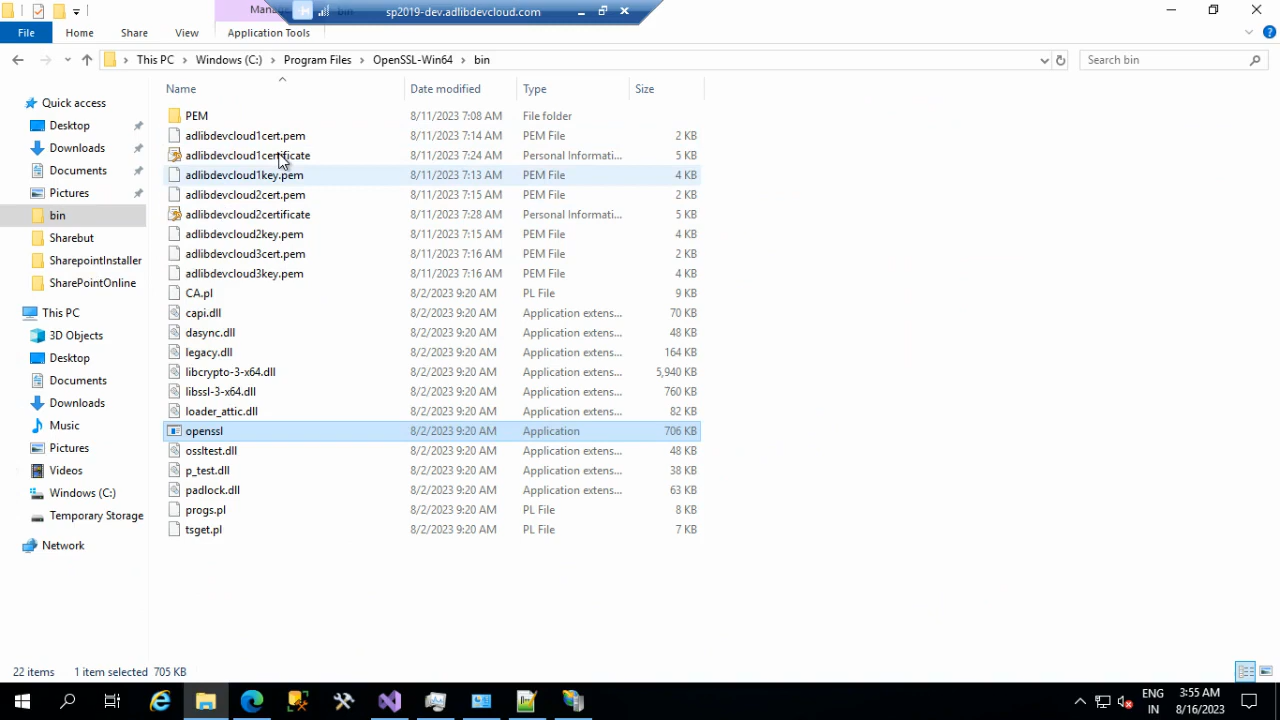 Mana
bin
sp2019-dev.adlibdevcloud.com
File
Home
Share
View
Application Tools
This PC
Windows (C:)
Program Files
OpenSSL-Win64
bin
Search bin
Name
Date modified
Type
Size
Quick access
Desktop
Downloads
Documents
Pictures
bin
Sharebut
SharepointInstaller
SharePointOnline
This PC
3D Objects
Desktop
Documents
Downloads
Music
Pictures
Videos
Windows (C:)
Temporary Storage
Network
PEM 8/11/2023 7:08 AM File folder
adlibdevcloud1cert.pem 8/11/2023 7:14 AM PEM File 2 KB
adlibdevcloud1certificate 8/11/2023 7:24 AM Personal Informati... 5 KB
adlibdevcloud1key.pem 8/11/2023 7:13 AM PEM File 4 KB
adlibdevcloud2cert.pem 8/11/2023 7:15 AM PEM File 2 KB
adlibdevcloud2certificate 8/11/2023 7:28 AM Personal Informati... 5 KB
adlibdevcloud2key.pem 8/11/2023 7:15 AM PEM File 4 KB
adlibdevcloud3cert.pem 8/11/2023 7:16 AM PEM File 2 KB
adlibdevcloud3key.pem 8/11/2023 7:16 AM PEM File 4 KB
CA.pl 8/2/2023 9:20 AM PL File 9 KB
capi.dll 8/2/2023 9:20 AM Application extens... 70 KB
dasync.dll 8/2/2023 9:20 AM Application extens... 48 KB
legacy.dll 8/2/2023 9:20 AM Application extens... 164 KB
libcrypto-3-x64.dll 8/2/2023 9:20 AM Application extens... 5,940 KB
libssl-3-x64.dll 8/2/2023 9:20 AM Application extens... 760 KB
loader_attic.dll 8/2/2023 9:20 AM Application extens... 82 KB
openssl 8/2/2023 9:20 AM Application 706 KB
ossltest.dll 8/2/2023 9:20 AM Application extens... 48 KB
p_test.dll 8/2/2023 9:20 AM Application extens... 38 KB
padlock.dll 8/2/2023 9:20 AM Application extens... 63 KB
progs.pl 8/2/2023 9:20 AM PL File 8 KB
tsget.pl 8/2/2023 9:20 AM PL File 7 KB
22 items 1 item selected 705 KB
ENG
IN
3:55 AM
8/16/2023